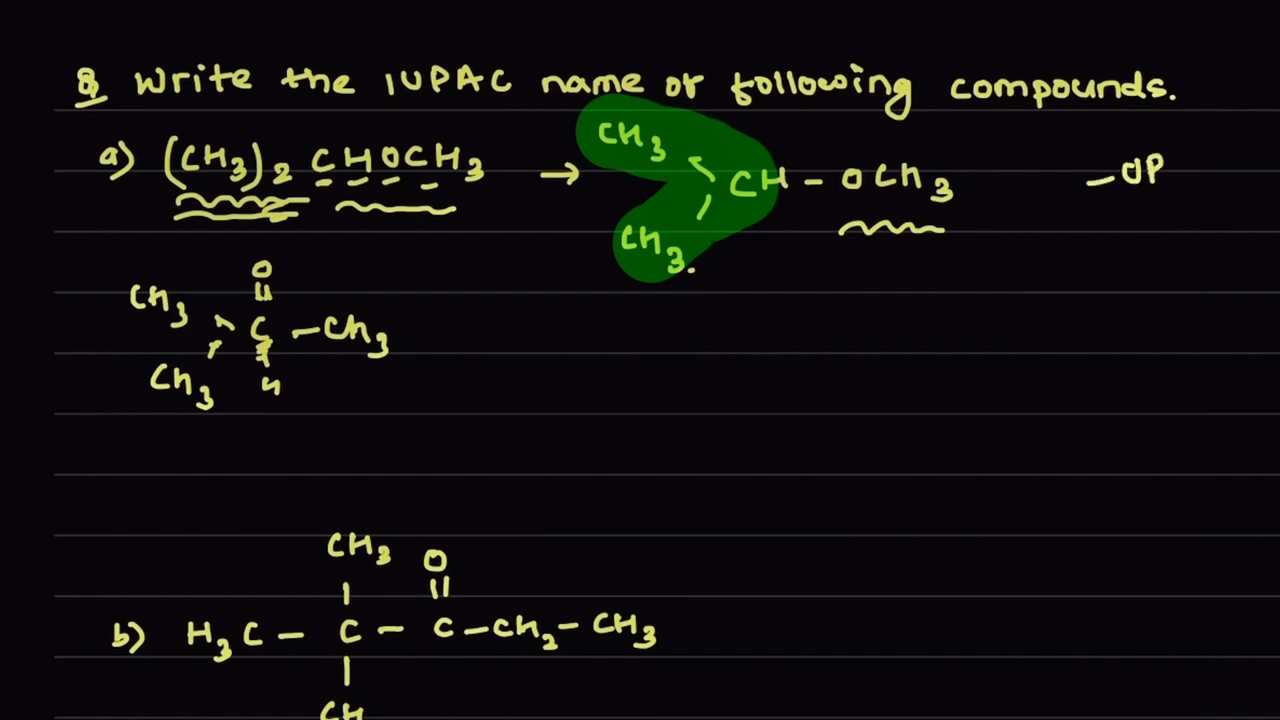 Q Write the IUPAC name of following compounds.
a) (CH3)2 CHOCH3 → CH3 CH - OCH3 CH3.
O
CH3 C - CH3
CH3 H
CH3 O
b) H3C - C - C - CH2 - CH3
CH